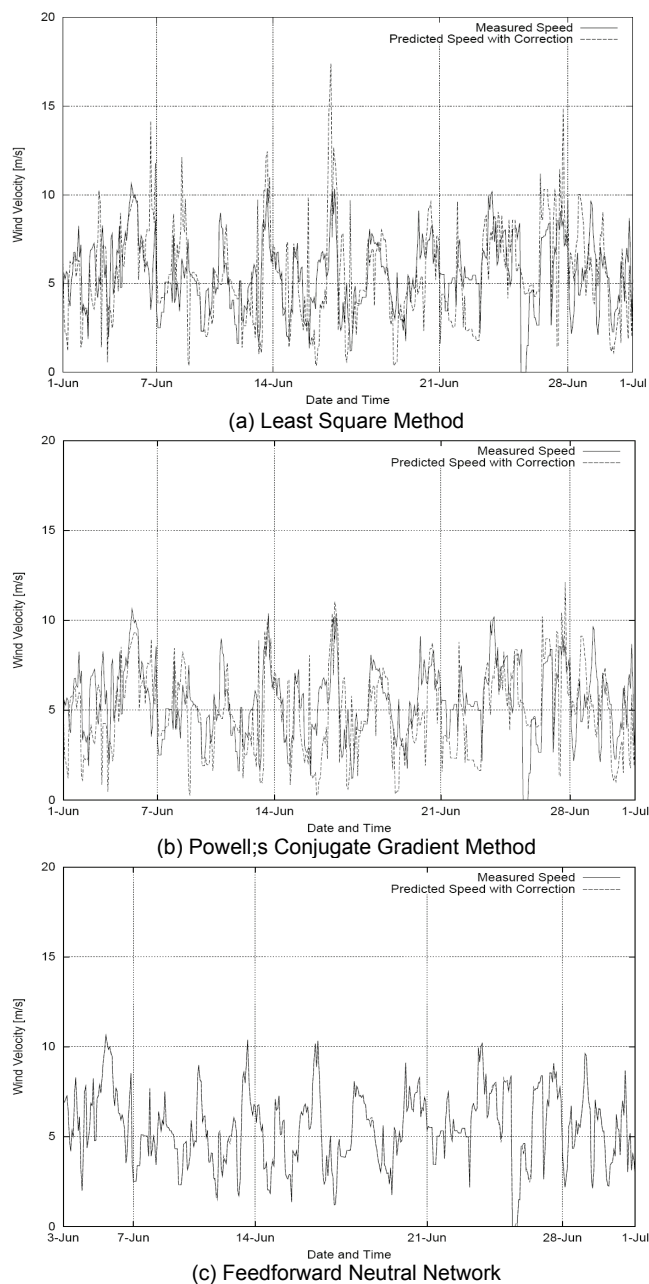 20
Measured Speed
Predicted Speed with Correction
15
Wind Velocity [m/s]
10
5
0
1-Jun 7-Jun 14-Jun 21-Jun 28-Jun 1-Jul
Date and Time
(a) Least Square Method
20
Measured Speed
Predicted Speed with Correction
15
Wind Velocity [m/s]
10
5
0
1-Jun 7-Jun 14-Jun 21-Jun 28-Jun 1-Jul
Date and Time
(b) Powell;s Conjugate Gradient Method
20
Measured Speed
Predicted Speed with Correction
15
Wind Velocity [m/s]
10
5
0
3-Jun 7-Jun 14-Jun 21-Jun 28-Jun 1-Jul
Date and Time
(c) Feedforward Neutral Network